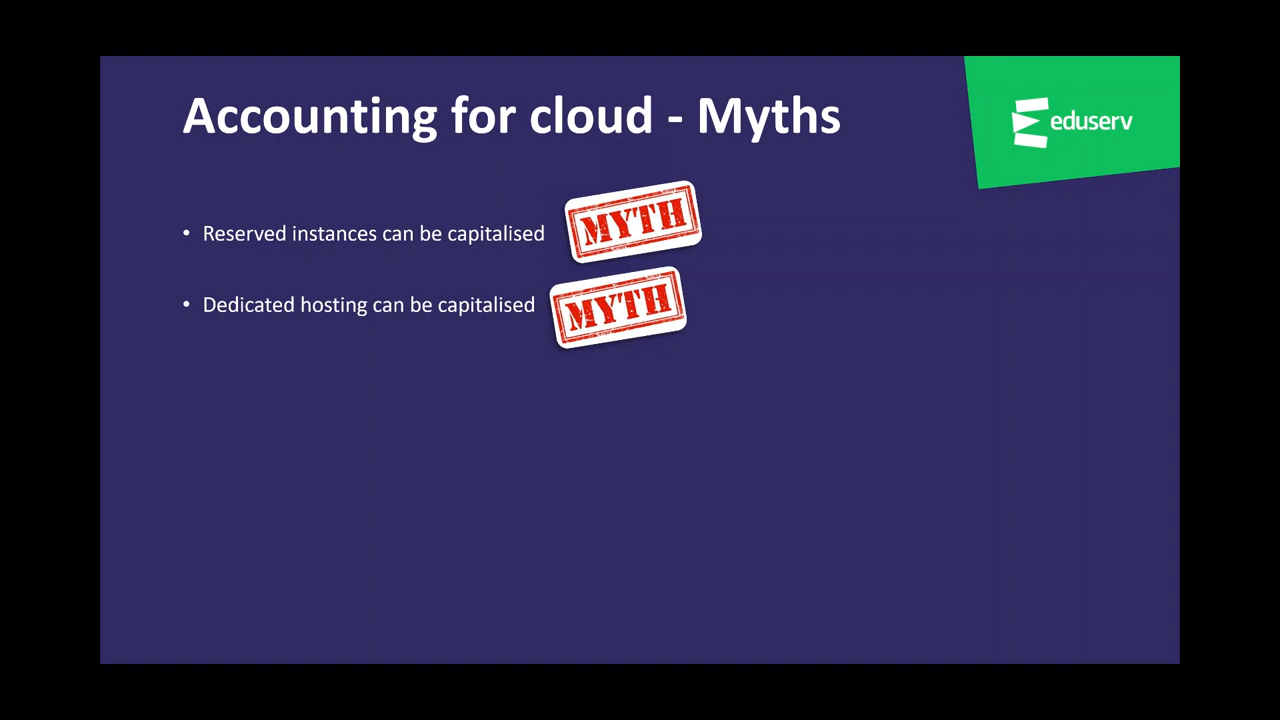 Accounting for cloud - Myths
eduserv
• Reserved instances can be capitalised
MYTH
• Dedicated hosting can be capitalised
MYTH